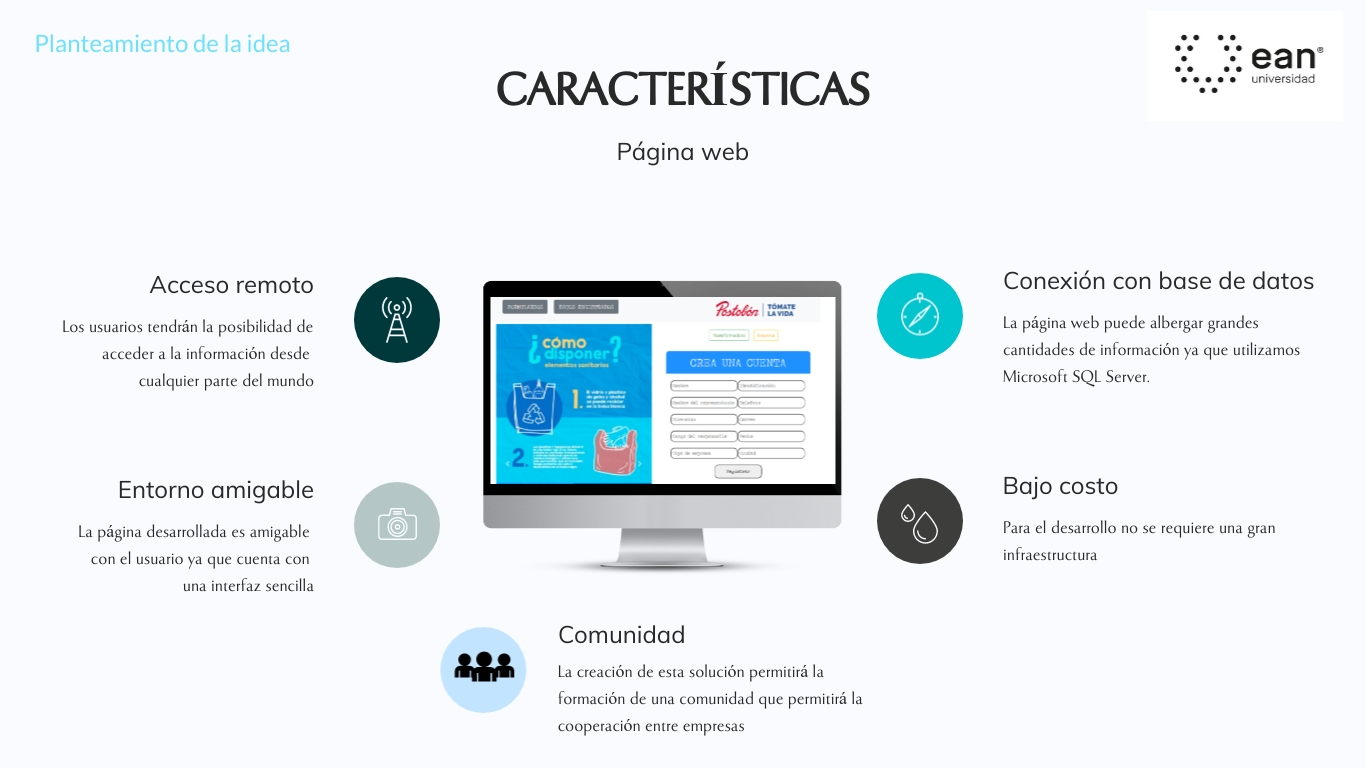 Planteamiento de la idea
ean®
universidad
CARACTERÍSTICAS
Página web
Acceso remoto
Los usuarios tendrán la posibilidad de
acceder a la información desde
cualquier parte del mundo
Entorno amigable
La página desarrollada es amigable
con el usuario ya que cuenta con
una interfaz sencilla
Postobón
TÓMATE
LA VIDA
¿cómo
disponer?
elementos sanitarios
1.
2.
CREA UNA CUENTA
Conexión con base de datos
La página web puede albergar grandes
cantidades de información ya que utilizamos
Microsoft SQL Server.
Bajo costo
Para el desarrollo no se requiere una gran
infraestructura
Comunidad
La creación de esta solución permitirá la
formación de una comunidad que permitirá la
cooperación entre empresas